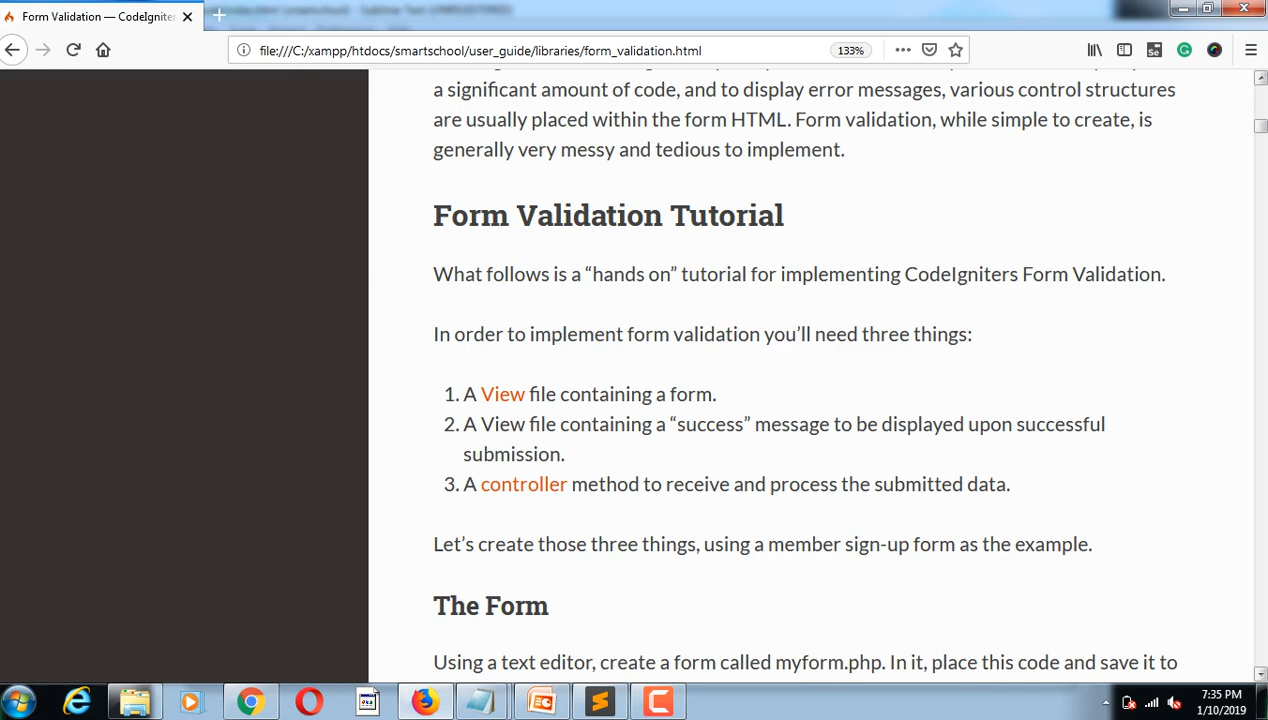 Form Validation — CodeIgniter
file:///C:/xampp/htdocs/smartschool/user_guide/libraries/form_validation.html
133%
a significant amount of code, and to display error messages, various control structures
are usually placed within the form HTML. Form validation, while simple to create, is
generally very messy and tedious to implement.
Form Validation Tutorial
What follows is a “hands on” tutorial for implementing CodeIgniters Form Validation.
In order to implement form validation you’ll need three things:
1. A View file containing a form.
2. A View file containing a “success” message to be displayed upon successful
submission.
3. A controller method to receive and process the submitted data.
Let’s create those three things, using a member sign-up form as the example.
The Form
Using a text editor, create a form called myform.php. In it, place this code and save it to
7:35 PM
1/10/2019